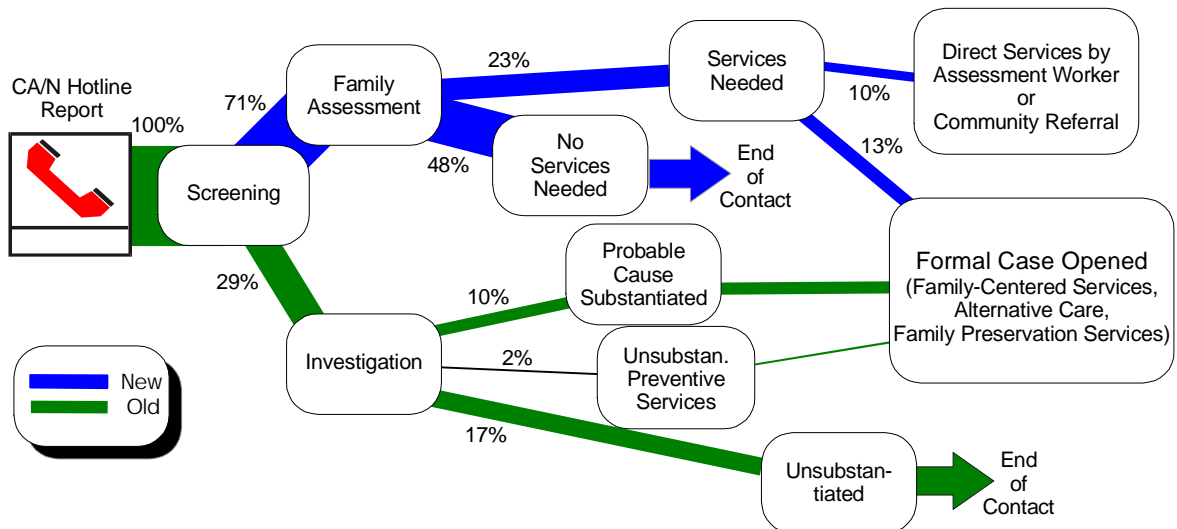 CA/N Hotline
Report
100%
Screening
71%
Family
Assessment
23%
Services
Needed
10%
Direct Services by
Assessment Worker
or
Community Referral
13%
48%
No
Services
Needed
End
of
Contact
29%
Investigation
10%
Probable
Cause
Substantiated
Formal Case Opened
(Family-Centered Services,
Alternative Care,
Family Preservation Services)
2%
Unsubstan.
Preventive
Services
17%
Unsubstan-
tiated
End
of
Contact
New
Old